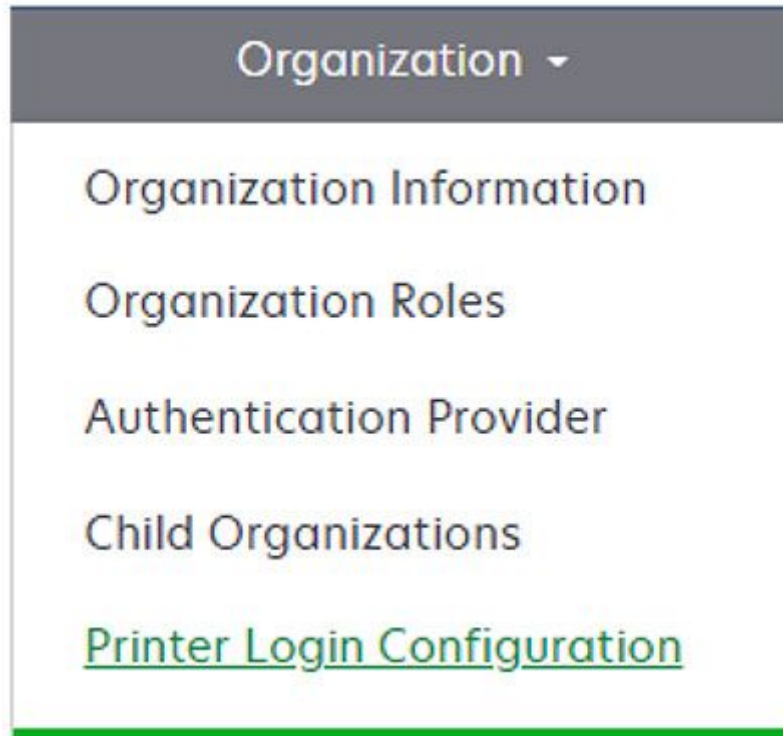 Organization
Organization Information
Organization Roles
Authentication Provider
Child Organizations
Printer Login Configuration